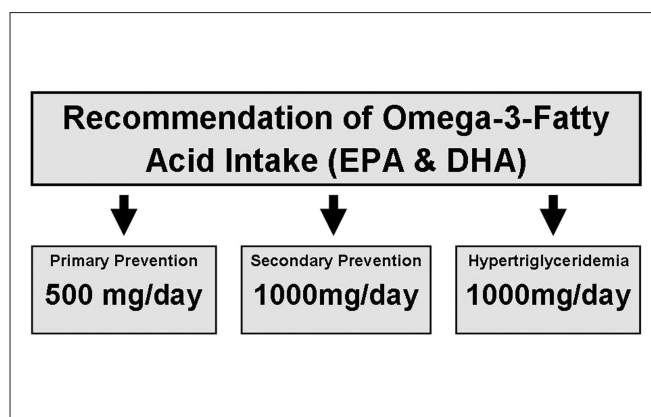 Recommendation of Omega-3-Fatty
Acid Intake (EPA & DHA)
Primary Prevention
500 mg/day
Secondary Prevention
1000mg/day
Hypertriglyceridemia
1000mg/day